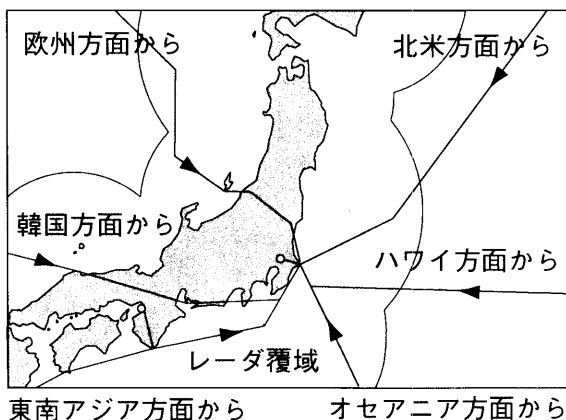 欧州方面から
北米方面から
韓国方面から
ハワイ方面から
レーダ覆域
東南アジア方面から
オセアニア方面から